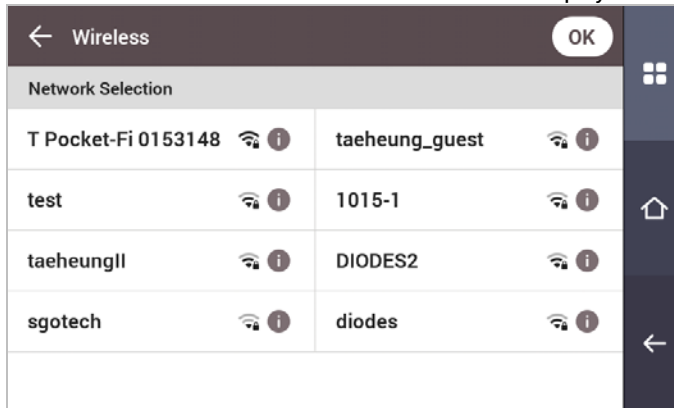 Wireless
OK
Network Selection
T Pocket-Fi 0153148
taeheung_guest
test
1015-1
taeheungII
DIODES2
sgotech
diodes